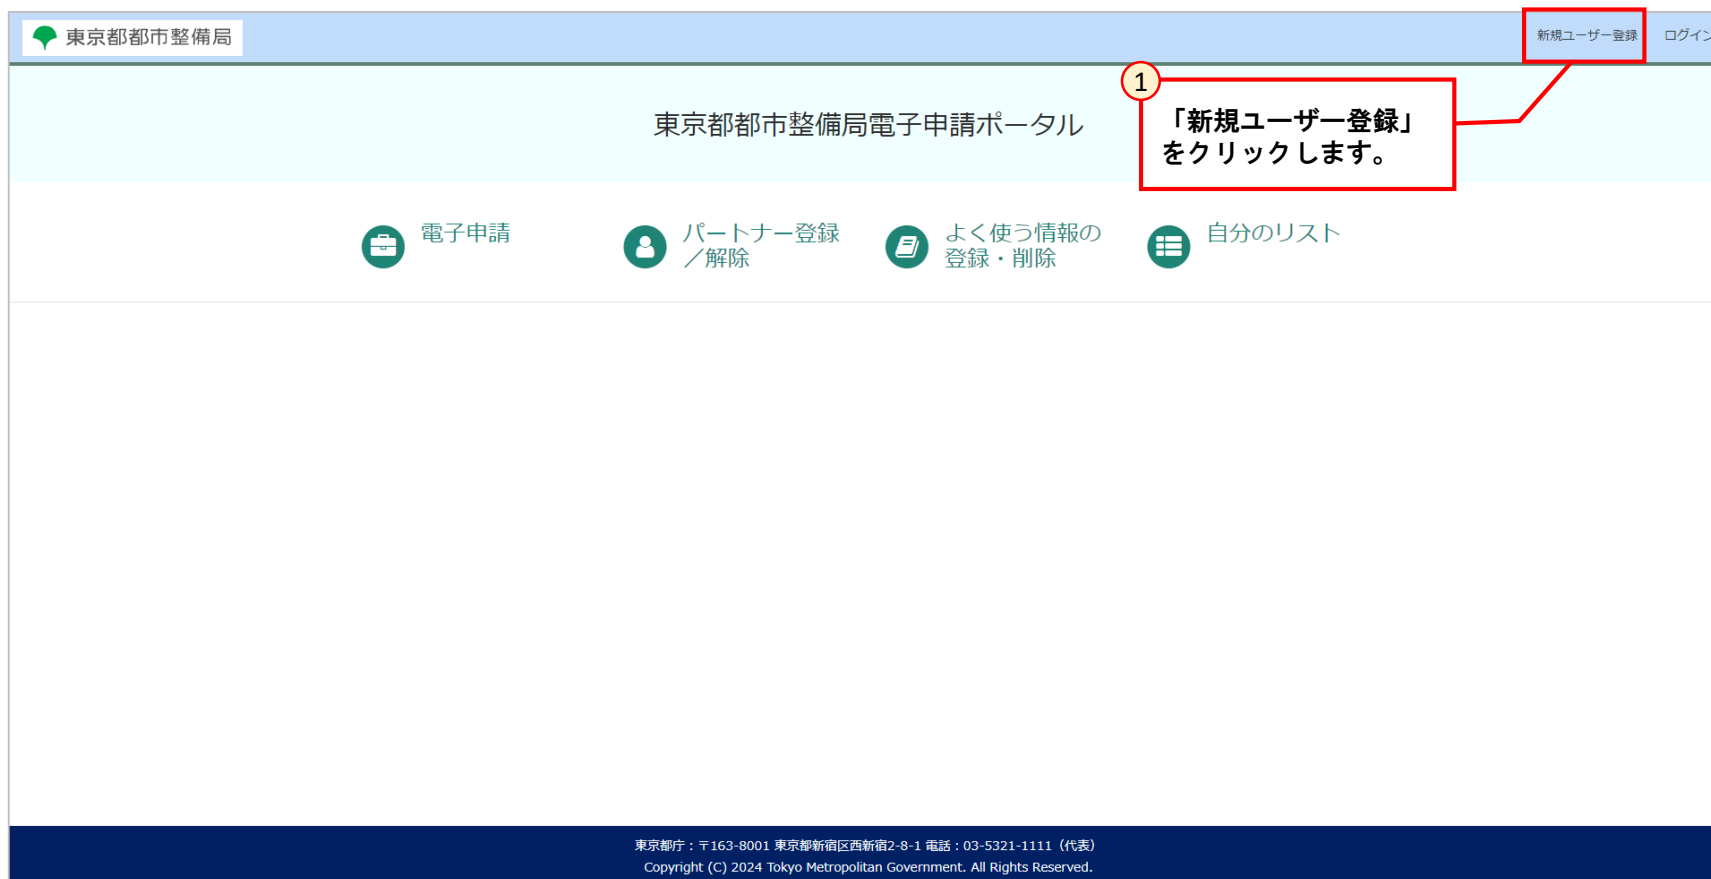 東京都都市整備局
新規ユーザー登録
ログイン
1
「新規ユーザー登録」
をクリックします。
東京都都市整備局電子申請ポータル
電子申請
パートナー登録
／解除
よく使う情報の
登録・削除
自分のリスト
東京都庁：〒163-8001 東京都新宿区西新宿2-8-1 電話：03-5321-1111（代表）
Copyright (C) 2024 Tokyo Metropolitan Government. All Rights Reserved.